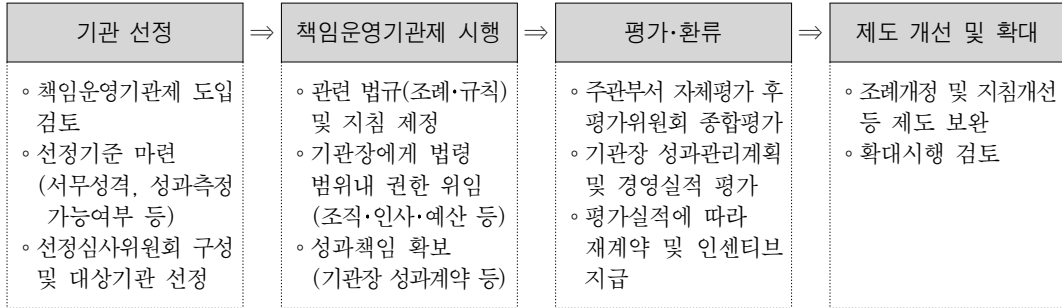 기관 선정
⇒
책임운영기관제 시행
⇒
평가·환류
⇒
제도 개선 및 확대
◦ 책임운영기관제 도입
검토
◦ 선정기준 마련
(서무성격, 성과측정
가능여부 등)
◦ 선정심사위원회 구성
및 대상기관 선정
◦ 관련 법규(조례·규칙)
및 지침 제정
◦ 기관장에게 법령
범위내 권한 위임
(조직·인사·예산 등)
◦ 성과책임 확보
(기관장 성과계약 등)
◦ 주관부서 자체평가 후
평가위원회 종합평가
◦ 기관장 성과관리계획
및 경영실적 평가
◦ 평가실적에 따라
재계약 및 인센티브
지급
◦ 조례개정 및 지침개선
등 제도 보완
◦ 확대시행 검토